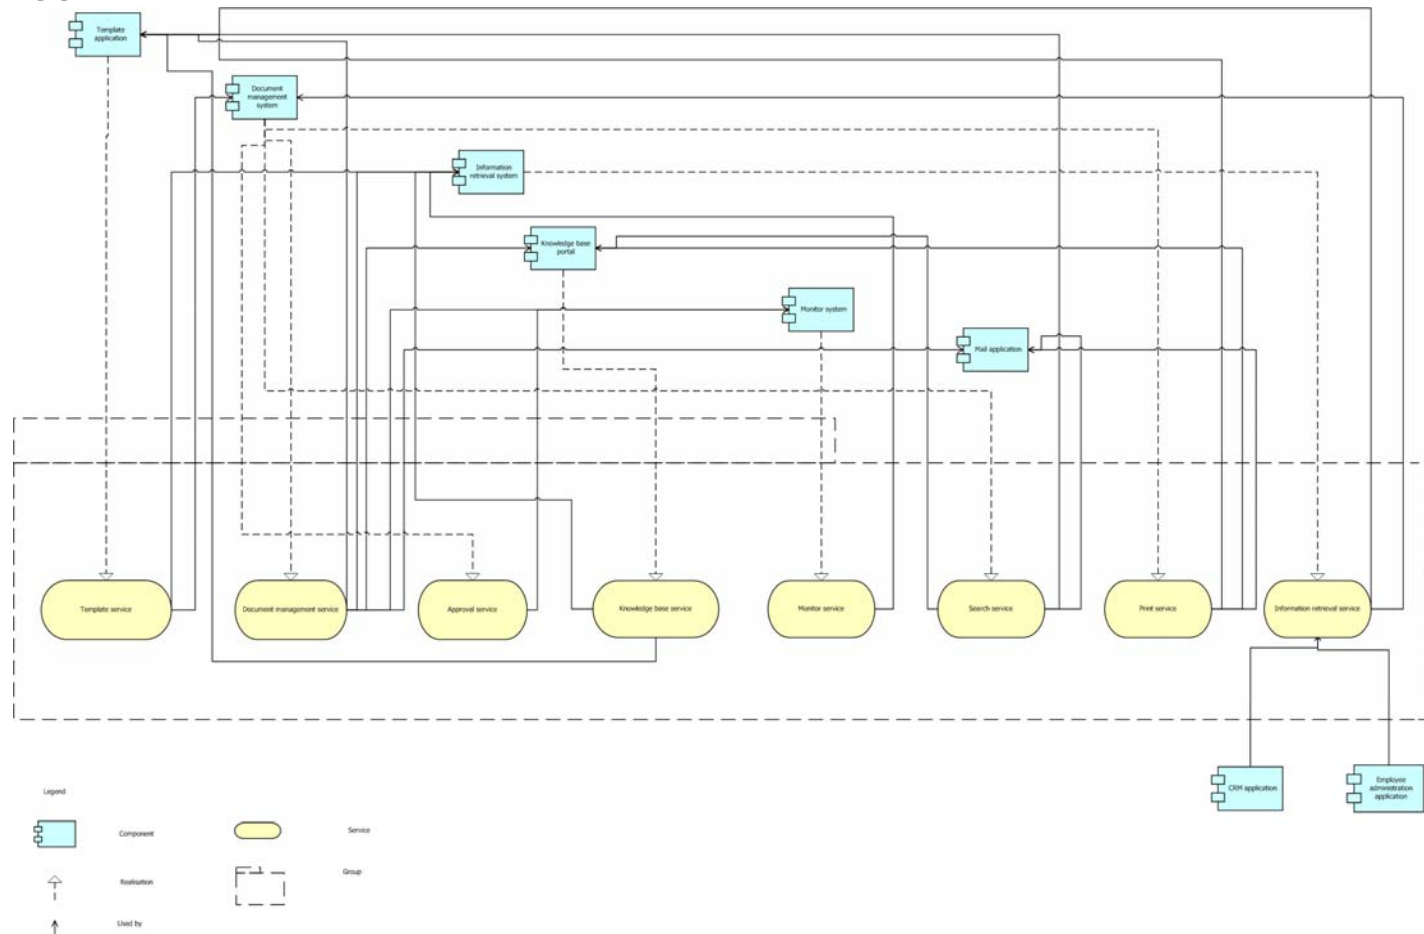 Template
application
Document
management
system
Information
retrieval system
Knowledge base
portal
Monitor system
Mail application
Template service
Document management service
Approval service
Knowledge base service
Monitor service
Search service
Print service
Information retrieval service
CRM application
Employee
administration
application
Legend
Component
Service
Realisation
Group
Used by